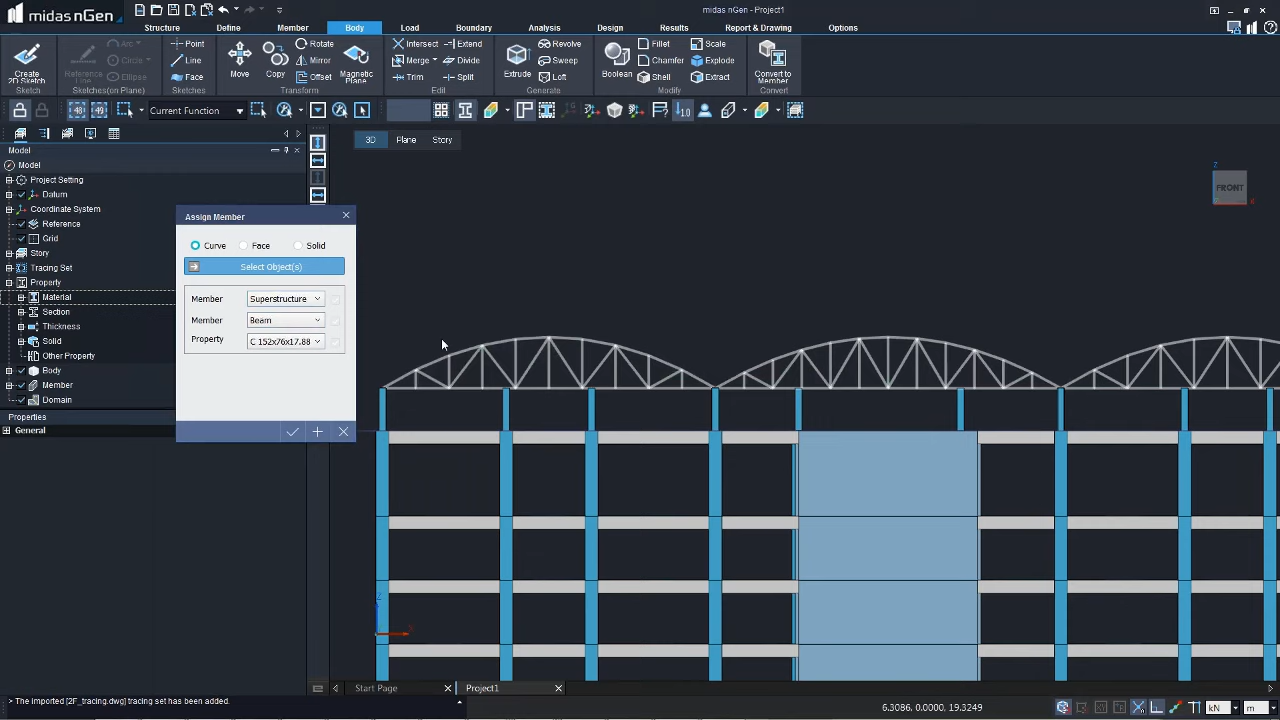 midas nGen
midas nGen - Project1
Structure Define Member Body Load Boundary Analysis Design Results Report & Drawing Options
Create
2D Sketch
Reference
Line
Arc
Circle
Ellipse
Point
Line
Face
Move
Copy
Rotate
Mirror
Offset
Magnetic
Plane
Intersect
Merge
Trim
Extend
Divide
Split
Extrude
Revolve
Sweep
Loft
Boolean
Fillet
Chamfer
Shell
Scale
Explode
Extract
Convert to
Member
Sketch Sketches(on Plane) Sketches Transform Edit Generate Modify Convert
Current Function
Model
Model
Project Setting
Datum
Coordinate System
Reference
Grid
Story
Tracing Set
Property
Material
Section
Thickness
Solid
Other Property
Body
Member
Domain
Properties
General
Assign Member
Curve Face Solid
Select Object(s)
Member Superstructure
Member Beam
Property C 152x76x17.88
3D Plane Story
Z
FRONT
X
Z
X
Start Page Project1
> The imported [2F_tracing.dwg] tracing set has been added.
6.3086, 0.0000, 19.3249
kN m